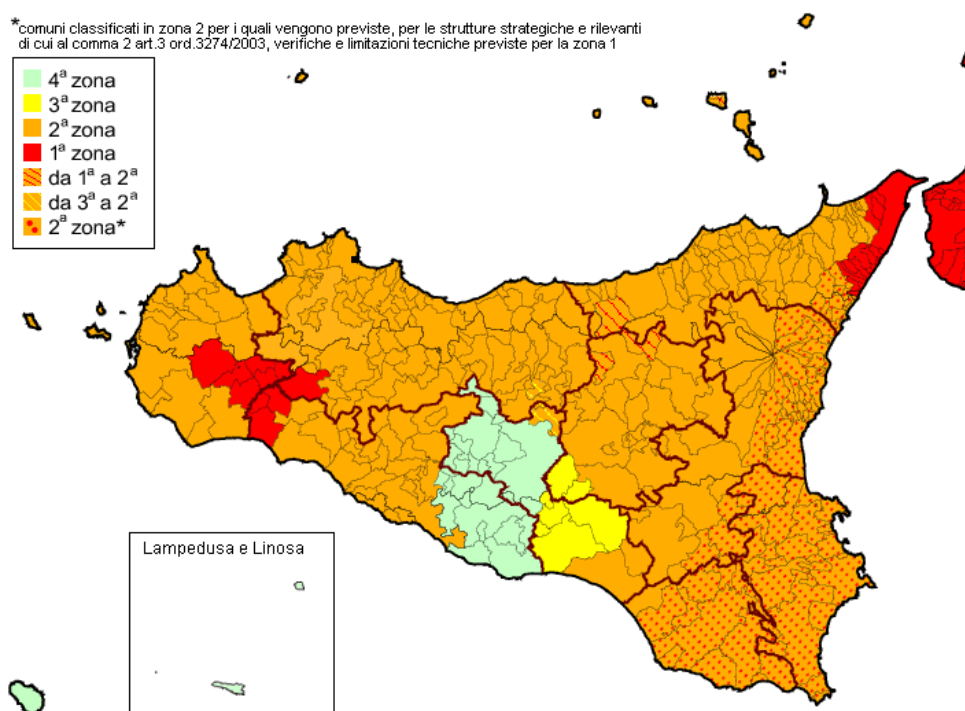 *comuni classificati in zona 2 per i quali vengono previste, per le strutture strategiche e rilevanti
di cui al comma 2 art.3 ord.3274/2003, verifiche e limitazioni tecniche previste per la zona 1
4ª zona
3ª zona
2ª zona
1ª zona
da 1ª a 2ª
da 3ª a 2ª
2ª zona*
Lampedusa e Linosa